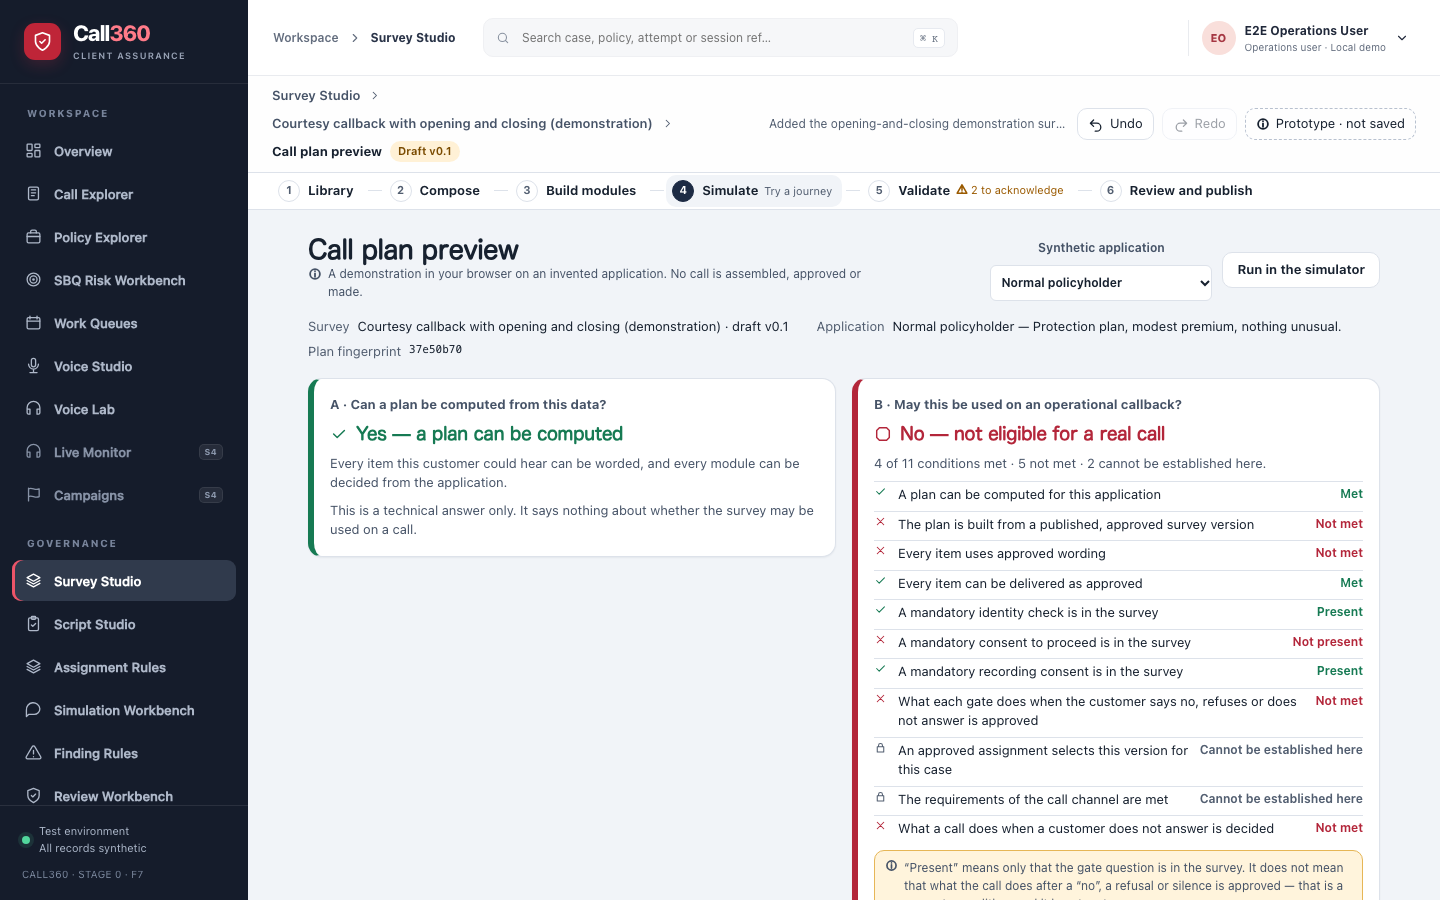 Call360
CLIENT ASSURANCE
WORKSPACE
Overview
Call Explorer
Policy Explorer
SBQ Risk Workbench
Work Queues
Voice Studio
Voice Lab
Live Monitor S4
Campaigns S4
GOVERNANCE
Survey Studio
Script Studio
Assignment Rules
Simulation Workbench
Finding Rules
Review Workbench
Test environment
All records synthetic
CALL360 · STAGE 0 · F7
Workspace > Survey Studio
Search case, policy, attempt or session ref...
⌘ K
EO
E2E Operations User
Operations user · Local demo
Survey Studio >
Courtesy callback with opening and closing (demonstration) >
Call plan preview Draft v0.1
Added the opening-and-closing demonstration sur...
Undo
Redo
Prototype · not saved
1 Library
2 Compose
3 Build modules
4 Simulate Try a journey
5 Validate 2 to acknowledge
6 Review and publish
Call plan preview
A demonstration in your browser on an invented application. No call is assembled, approved or
made.
Synthetic application
Normal policyholder
Run in the simulator
Survey Courtesy callback with opening and closing (demonstration) · draft v0.1
Application Normal policyholder — Protection plan, modest premium, nothing unusual.
Plan fingerprint 37e50b70
A · Can a plan be computed from this data?
Yes — a plan can be computed
Every item this customer could hear can be worded, and every module can be
decided from the application.
This is a technical answer only. It says nothing about whether the survey may be
used on a call.
B · May this be used on an operational callback?
No — not eligible for a real call
4 of 11 conditions met · 5 not met · 2 cannot be established here.
A plan can be computed for this application Met
The plan is built from a published, approved survey version Not met
Every item uses approved wording Not met
Every item can be delivered as approved Met
A mandatory identity check is in the survey Present
A mandatory consent to proceed is in the survey Not present
A mandatory recording consent is in the survey Present
What each gate does when the customer says no, refuses or does Not met
not answer is approved
An approved assignment selects this version for Cannot be established here
this case
The requirements of the call channel are met Cannot be established here
What a call does when a customer does not answer is decided Not met
“Present” means only that the gate question is in the survey. It does not mean
that what the call does after a “no”, a refusal or silence is approved — that is a